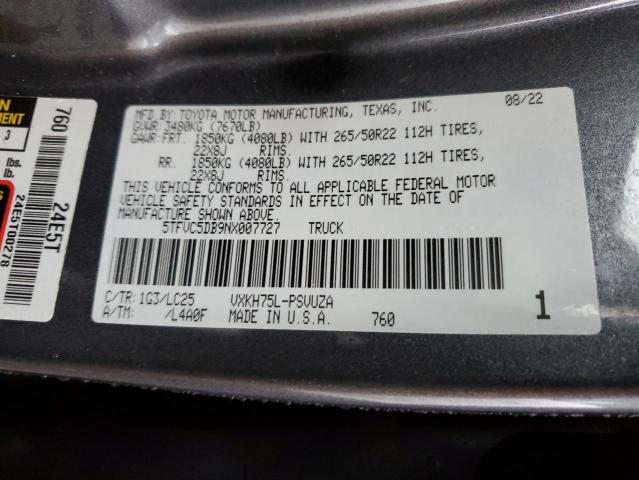 MFD.BY:TOYOTA MOTOR MANUFACTURING, TEXAS, INC. 08/22
GVWR:3480KG (7670LB)
GAWR:FRT. 1850KG (4080LB) WITH 265/50R22 112H TIRES,
22X8J RIMS.
RR. 1850KG (4080LB) WITH 265/50R22 112H TIRES,
22X8J RIMS.
THIS VEHICLE CONFORMS TO ALL APPLICABLE FEDERAL MOTOR
VEHICLE SAFETY STANDARDS IN EFFECT ON THE DATE OF
MANUFACTURE SHOWN ABOVE.
5TFVC5DB9NX007727 TRUCK
C/TR:1G3/LC25 VXKH75L-PSVUZA
A/TM: /L4A0F MADE IN U.S.A. 760 1
760 24E5T
24E5T00278
3
lbs.
lb.